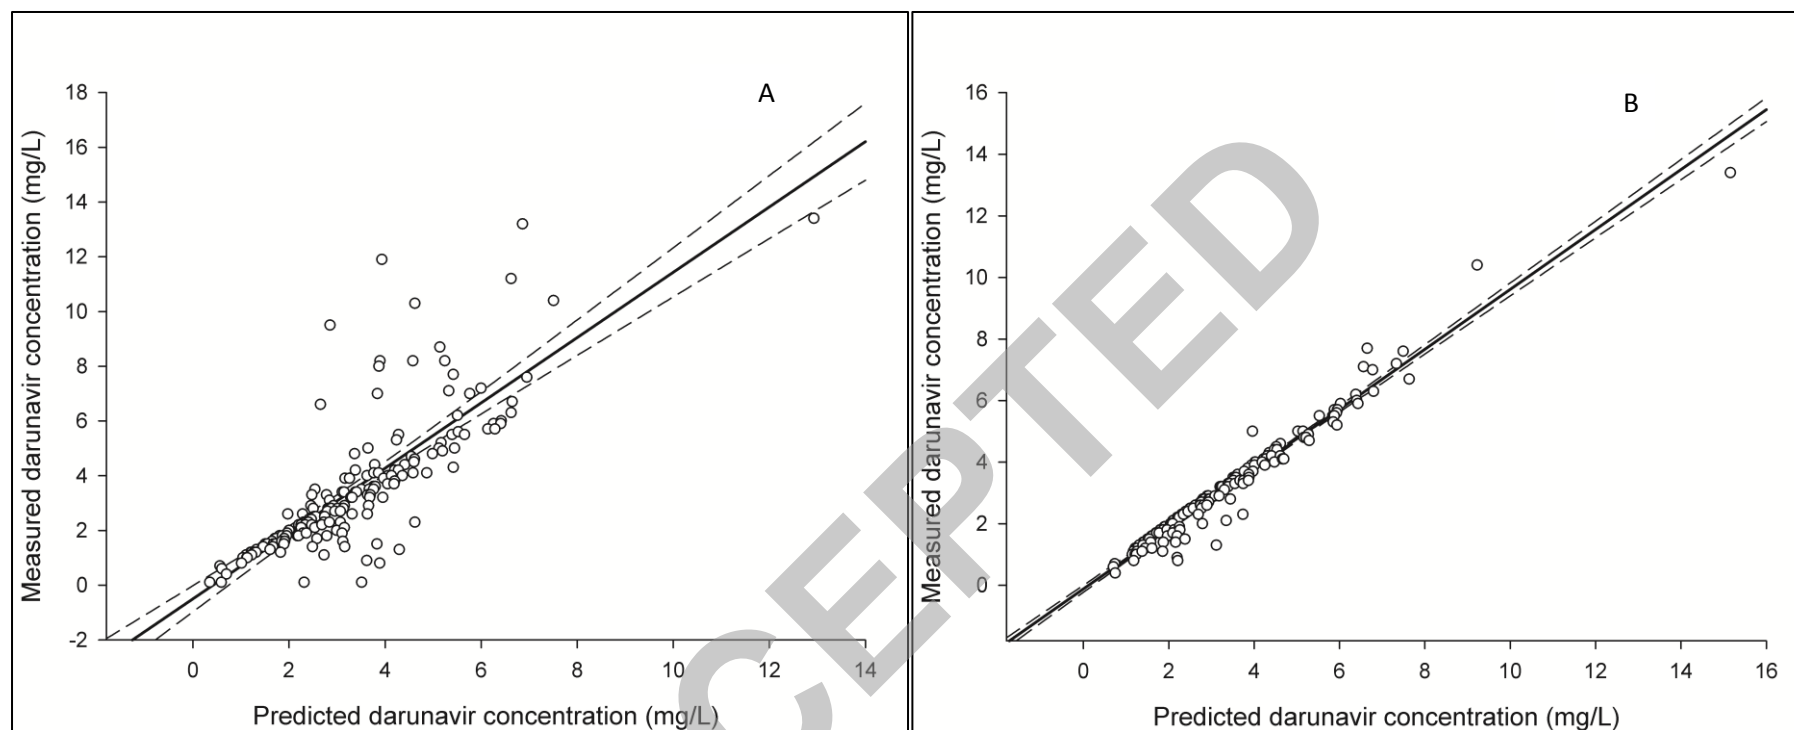 A
18
16
14
12
10
8
6
4
2
0
-2
Measured darunavir concentration (mg/L)
0 2 4 6 8 10 12 14
Predicted darunavir concentration (mg/L)
B
16
14
12
10
8
6
4
2
0
Measured darunavir concentration (mg/L)
0 2 4 6 8 10 12 14 16
Predicted darunavir concentration (mg/L)
CEPTED